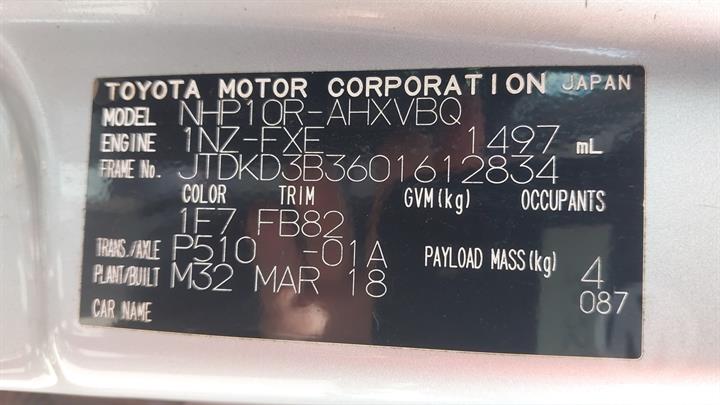 TOYOTA MOTOR CORPORATION JAPAN
MODEL NHP10R-AHXVBQ
ENGINE 1NZ-FXE 1497 mL
FRAME No. JTDKD3B3601612834
COLOR TRIM GVM(kg) OCCUPANTS
1F7 FB82
TRANS./AXLE P510 -01A
PAYLOAD MASS(kg) 4
PLANT/BUILT M32 MAR 18
087
CAR NAME